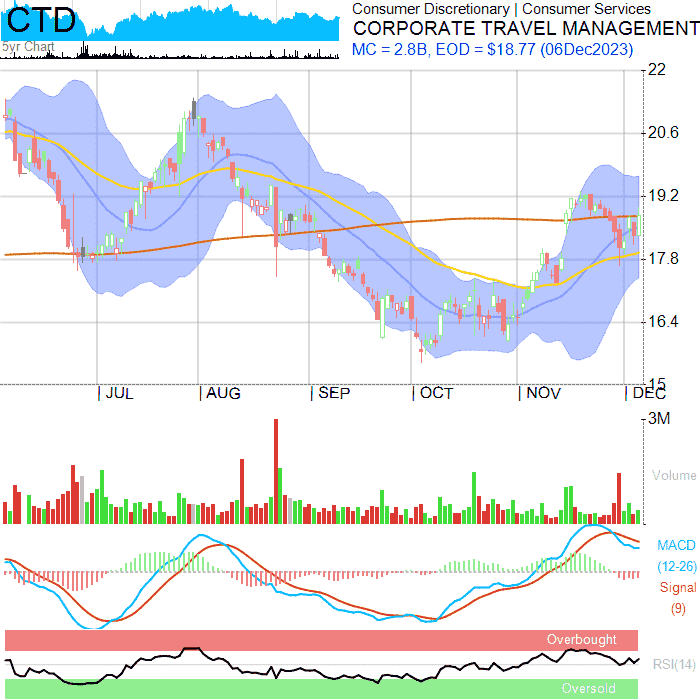 CTD
5yr Chart
Consumer Discretionary | Consumer Services
CORPORATE TRAVEL MANAGEMENT
MC = 2.8B, EOD = $18.77 (06Dec2023)
22
20.6
19.2
17.8
16.4
15
JUL
AUG
SEP
OCT
NOV
DEC
3M
Volume
MACD
(12-26)
Signal
(9)
Overbought
RSI(14)
Oversold